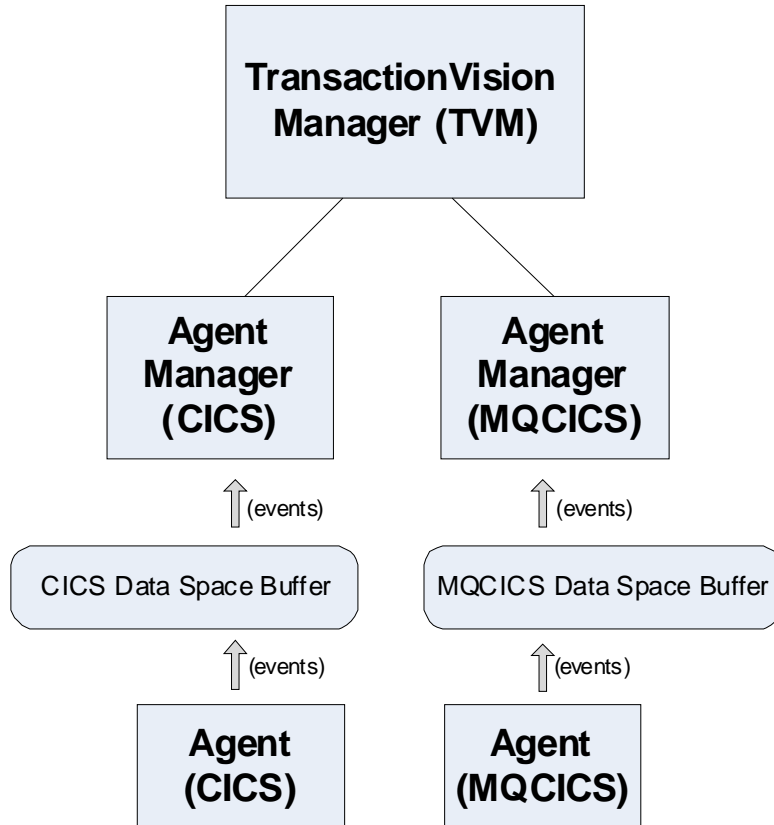 TransactionVision
Manager (TVM)
Agent
Manager
(CICS)
Agent
Manager
(MQCICS)
(events)
(events)
CICS Data Space Buffer
MQCICS Data Space Buffer
(events)
(events)
Agent
(CICS)
Agent
(MQCICS)